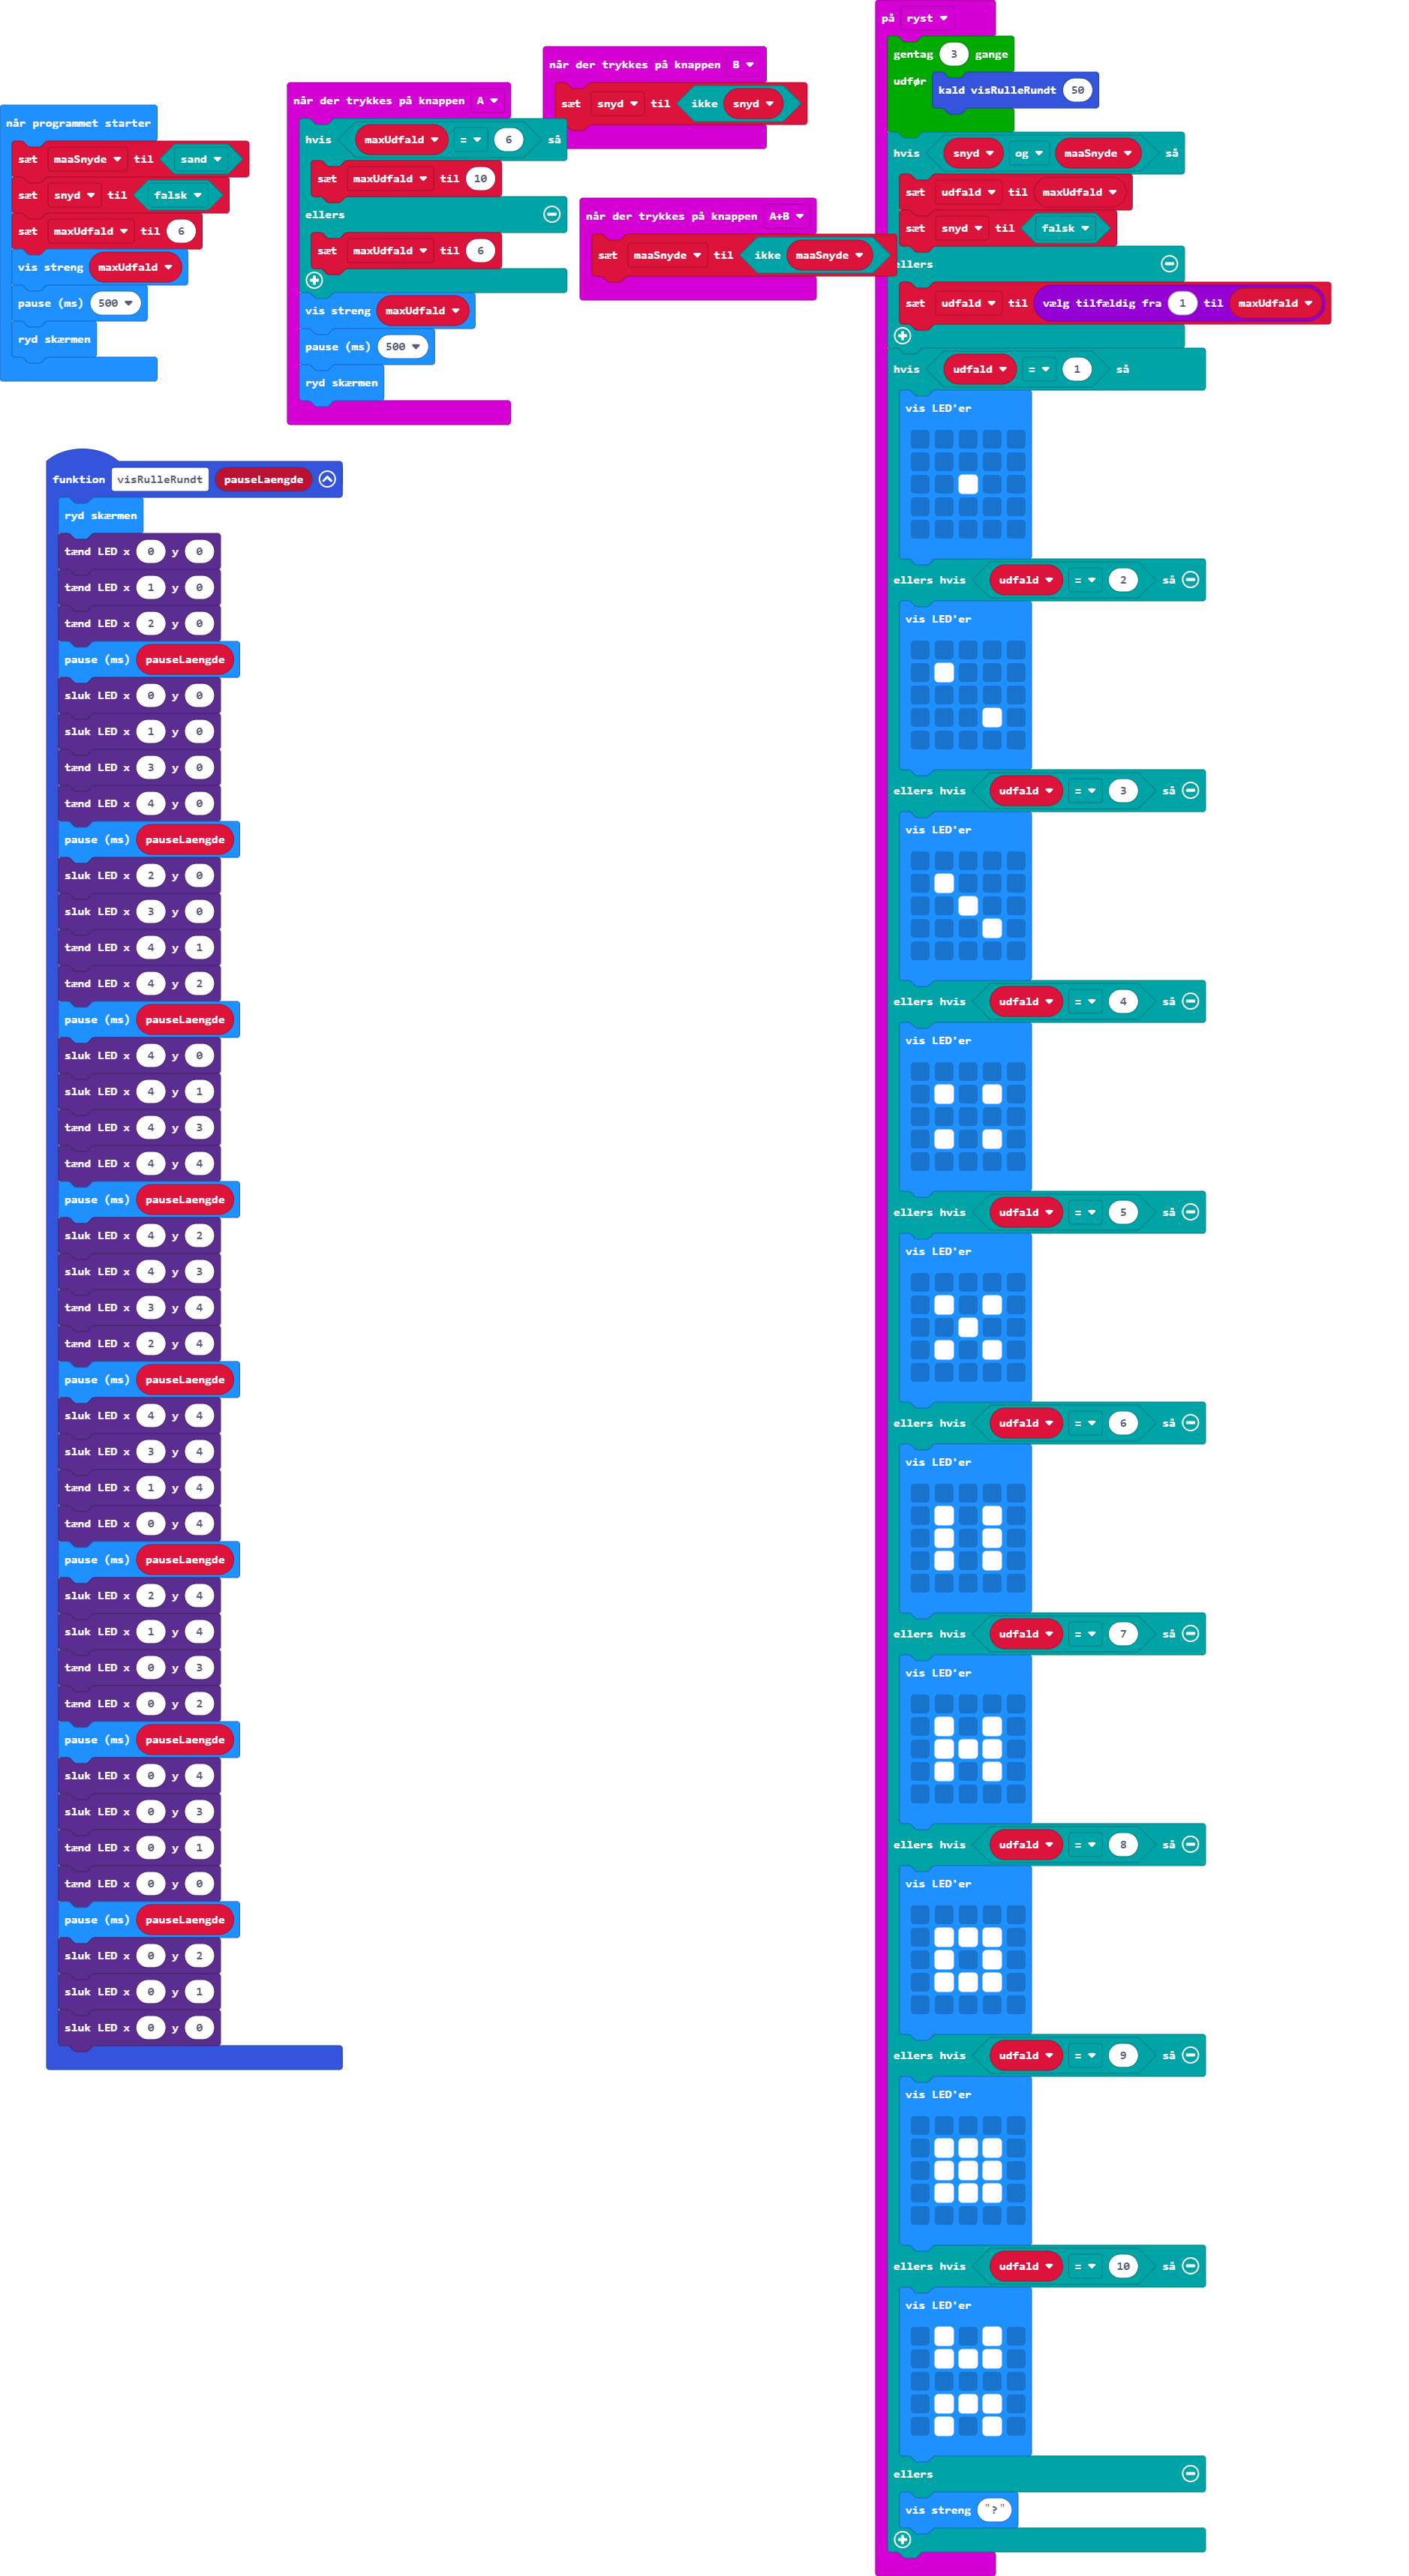 når programmet starter
sæt maaSnyde til sand
sæt snyd til falsk
sæt maxUdfald til 6
vis streng maxUdfald
pause (ms) 500
ryd skærmen
når der trykkes på knappen A
hvis maxUdfald = 6 så
sæt maxUdfald til 10
ellers
sæt maxUdfald til 6
vis streng maxUdfald
pause (ms) 500
ryd skærmen
når der trykkes på knappen B
sæt snyd til ikke snyd
når der trykkes på knappen A+B
sæt maaSnyde til ikke maaSnyde
funktion visRulleRundt pauseLaengde
ryd skærmen
tænd LED x 0 y 0
tænd LED x 1 y 0
tænd LED x 2 y 0
pause (ms) pauseLaengde
sluk LED x 0 y 0
sluk LED x 1 y 0
tænd LED x 3 y 0
tænd LED x 4 y 0
pause (ms) pauseLaengde
sluk LED x 2 y 0
sluk LED x 3 y 0
tænd LED x 4 y 1
tænd LED x 4 y 2
pause (ms) pauseLaengde
sluk LED x 4 y 0
sluk LED x 4 y 1
tænd LED x 4 y 3
tænd LED x 4 y 4
pause (ms) pauseLaengde
sluk LED x 4 y 2
sluk LED x 4 y 3
tænd LED x 3 y 4
tænd LED x 2 y 4
pause (ms) pauseLaengde
sluk LED x 4 y 4
sluk LED x 3 y 4
tænd LED x 1 y 4
tænd LED x 0 y 4
pause (ms) pauseLaengde
sluk LED x 2 y 4
sluk LED x 1 y 4
tænd LED x 0 y 3
tænd LED x 0 y 2
pause (ms) pauseLaengde
sluk LED x 0 y 4
sluk LED x 0 y 3
tænd LED x 0 y 1
tænd LED x 0 y 0
pause (ms) pauseLaengde
sluk LED x 0 y 2
sluk LED x 0 y 1
sluk LED x 0 y 0
på ryst
gentag 3 gange
udfør kald visRulleRundt 50
hvis snyd og maaSnyde så
sæt udfald til maxUdfald
sæt snyd til falsk
ellers
sæt udfald til vælg tilfældig fra 1 til maxUdfald
hvis udfald = 1 så
vis LED'er
ellers hvis udfald = 2 så
vis LED'er
ellers hvis udfald = 3 så
vis LED'er
ellers hvis udfald = 4 så
vis LED'er
ellers hvis udfald = 5 så
vis LED'er
ellers hvis udfald = 6 så
vis LED'er
ellers hvis udfald = 7 så
vis LED'er
ellers hvis udfald = 8 så
vis LED'er
ellers hvis udfald = 9 så
vis LED'er
ellers hvis udfald = 10 så
vis LED'er
ellers
vis streng "?"